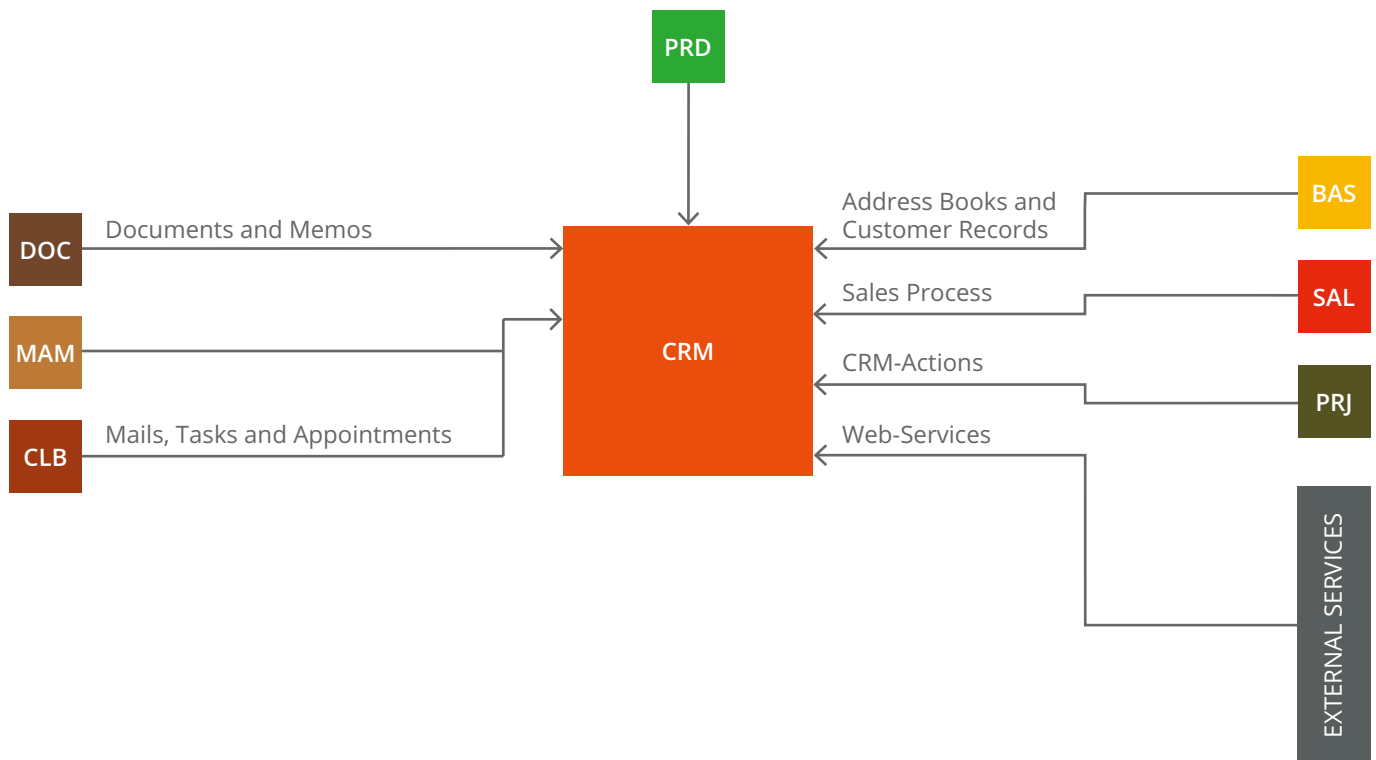 PRD
DOC
Documents and Memos
MAM
CLB
Mails, Tasks and Appointments
CRM
Address Books and
Customer Records
BAS
Sales Process
SAL
CRM-Actions
PRJ
Web-Services
EXTERNAL SERVICES